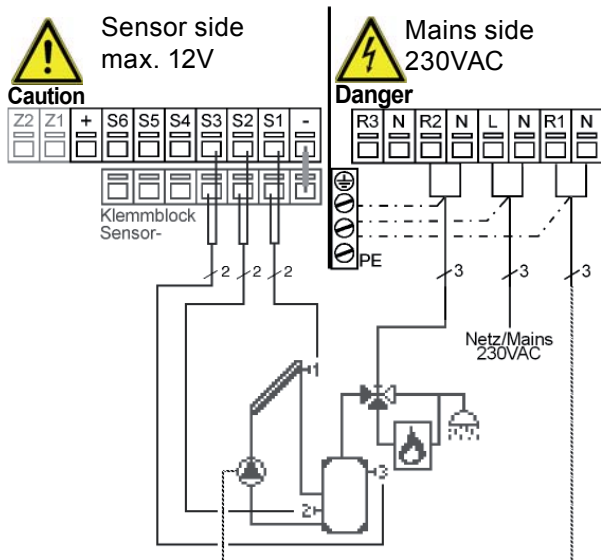 Sensor side
max. 12V
Caution
Mains side
230VAC
Danger
Z2 Z1 + S6 S5 S4 S3 S2 S1 -
R3 N R2 N L N R1 N
Klemmblock
Sensor-
PE
2 2 2
3 3 3
Netz/Mains
230VAC
1
3
2